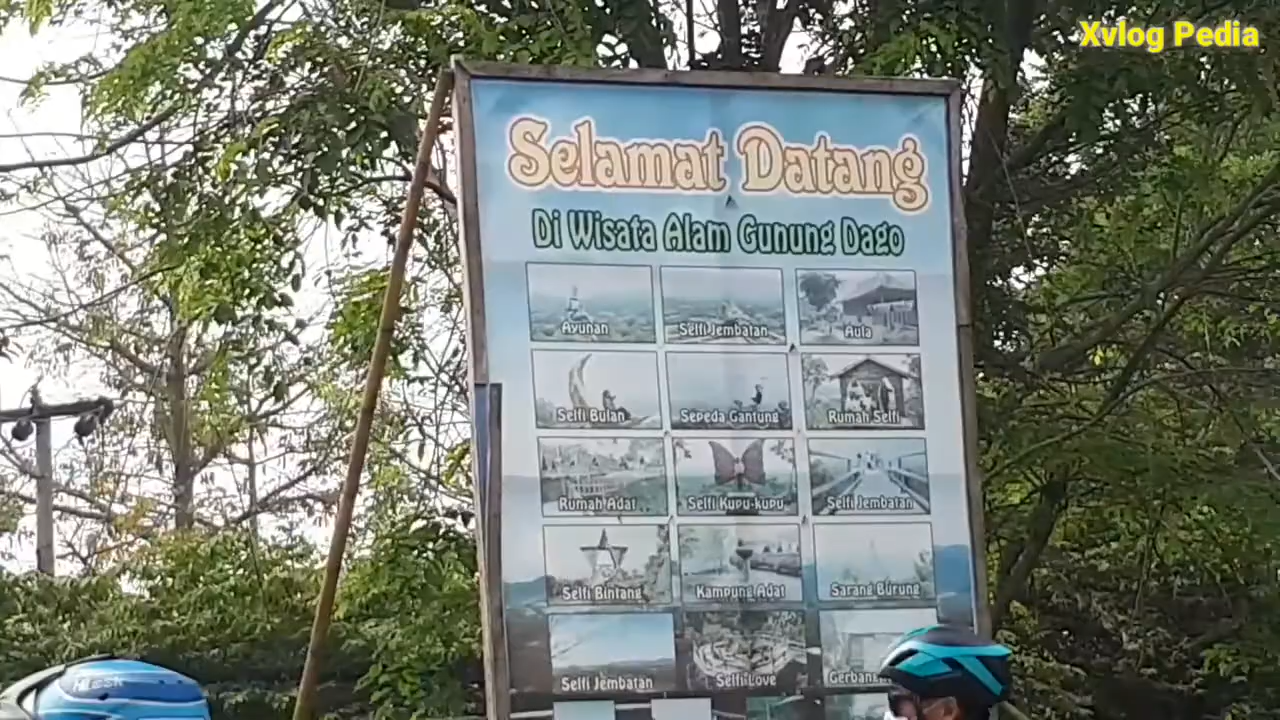 Xvlog Pedia
Selamat Datang
Di Wisata Alam Gunung Dago
Ayunan
Selfi Jembatan
Aula
Selfi Bulan
Sepeda Gantung
Rumah Selfi
Rumah Adat
Selfi Kupu-kupu
Selfi Jembatan
Selfi Bintang
Kampung Adat
Sarang Burung
Selfi Jembatan
Selfi Love